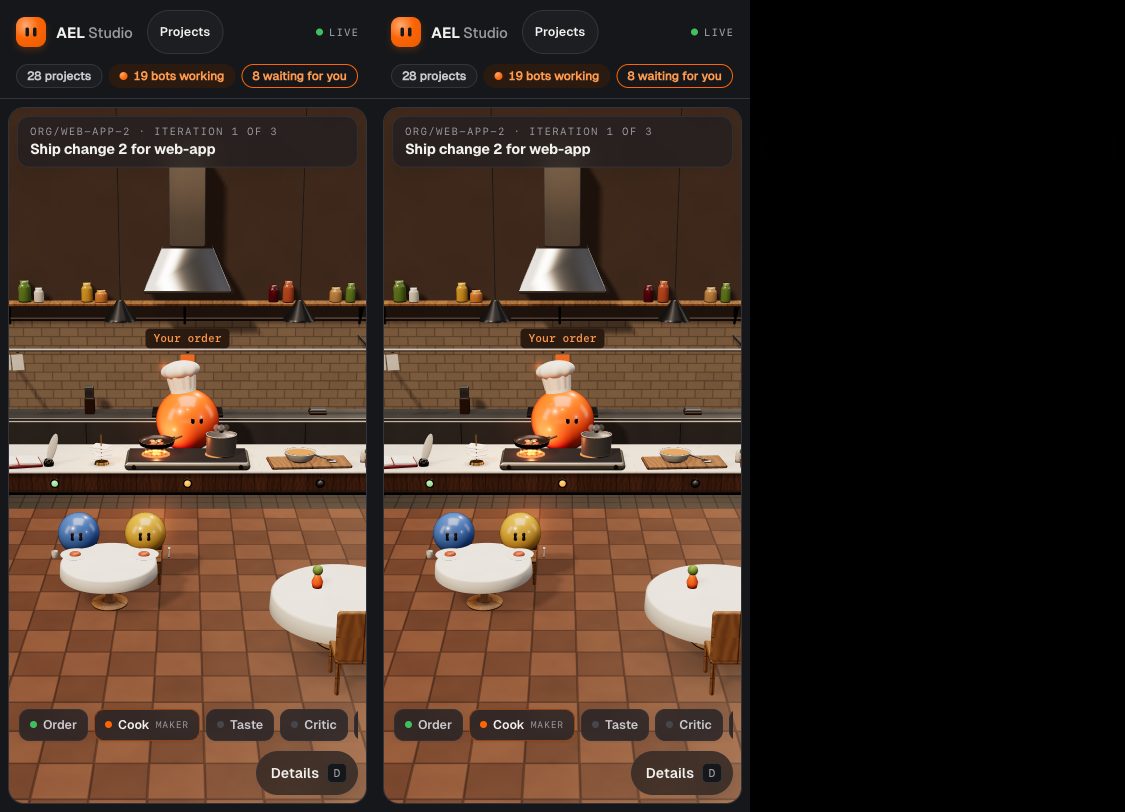 AEL Studio
Projects
LIVE
28 projects
19 bots working
8 waiting for you
ORG/WEB-APP-2 · ITERATION 1 OF 3
Ship change 2 for web-app
Your order
Order
Cook MAKER
Taste
Critic
Details D
AEL Studio
Projects
LIVE
28 projects
19 bots working
8 waiting for you
ORG/WEB-APP-2 · ITERATION 1 OF 3
Ship change 2 for web-app
Your order
Order
Cook MAKER
Taste
Critic
Details D